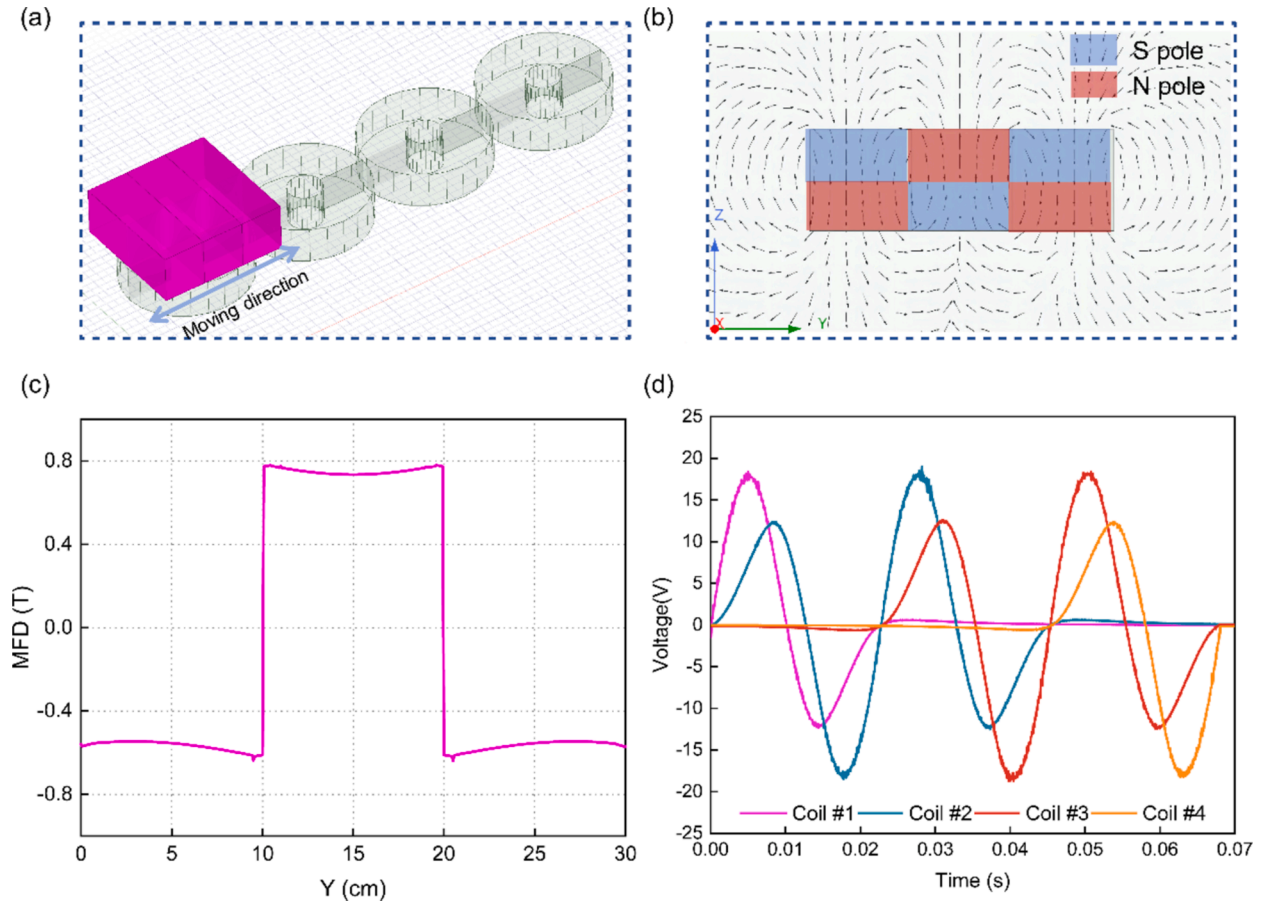 (a)
Moving direction
(b)
S pole
N pole
Z
X
Y
(c)
MFD (T)
0.8
0.4
0.0
-0.4
-0.8
0 5 10 15 20 25 30
Y (cm)
(d)
Voltage(V)
25
20
15
10
5
0
-5
-10
-15
-20
-25
Coil #1 Coil #2 Coil #3 Coil #4
0.00 0.01 0.02 0.03 0.04 0.05 0.06 0.07
Time (s)